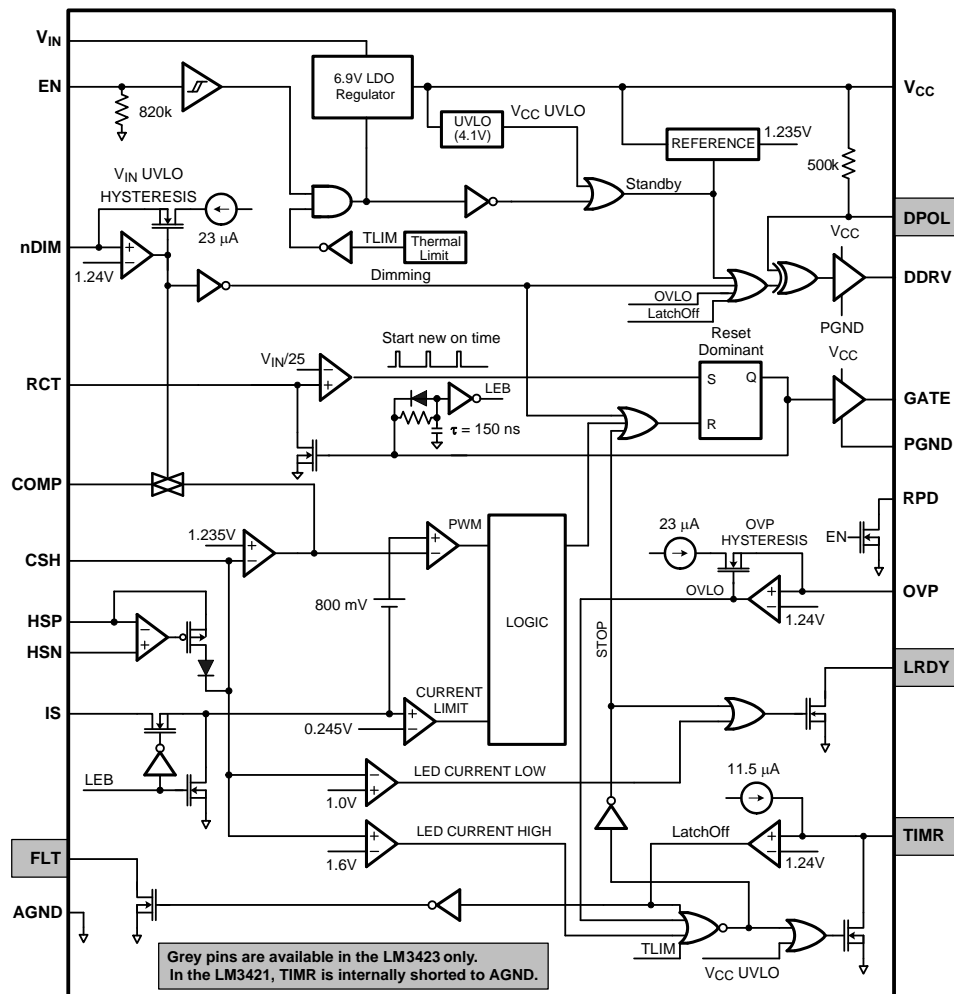 VIN
EN
820k
6.9V LDO
Regulator
VCC
UVLO
(4.1V)
VCC UVLO
REFERENCE
1.235V
500k
VIN UVLO
HYSTERESIS
23 µA
Standby
nDIM
1.24V
TLIM
Thermal
Limit
Dimming
DPOL
VCC
DDRV
OVLO
LatchOff
PGND
Start new on time
Reset
Dominant
VIN/25
RCT
S
Q
R
VCC
GATE
LEB
τ = 150 ns
PGND
COMP
RPD
EN
1.235V
PWM
CSH
23 µA
OVP
HYSTERESIS
OVLO
OVP
1.24V
800 mV
LOGIC
STOP
HSP
HSN
LRDY
IS
CURRENT
LIMIT
0.245V
LEB
LED CURRENT LOW
1.0V
11.5 µA
LED CURRENT HIGH
1.6V
LatchOff
TIMR
1.24V
FLT
AGND
TLIM
VCC UVLO
Grey pins are available in the LM3423 only.
In the LM3421, TIMR is internally shorted to AGND.